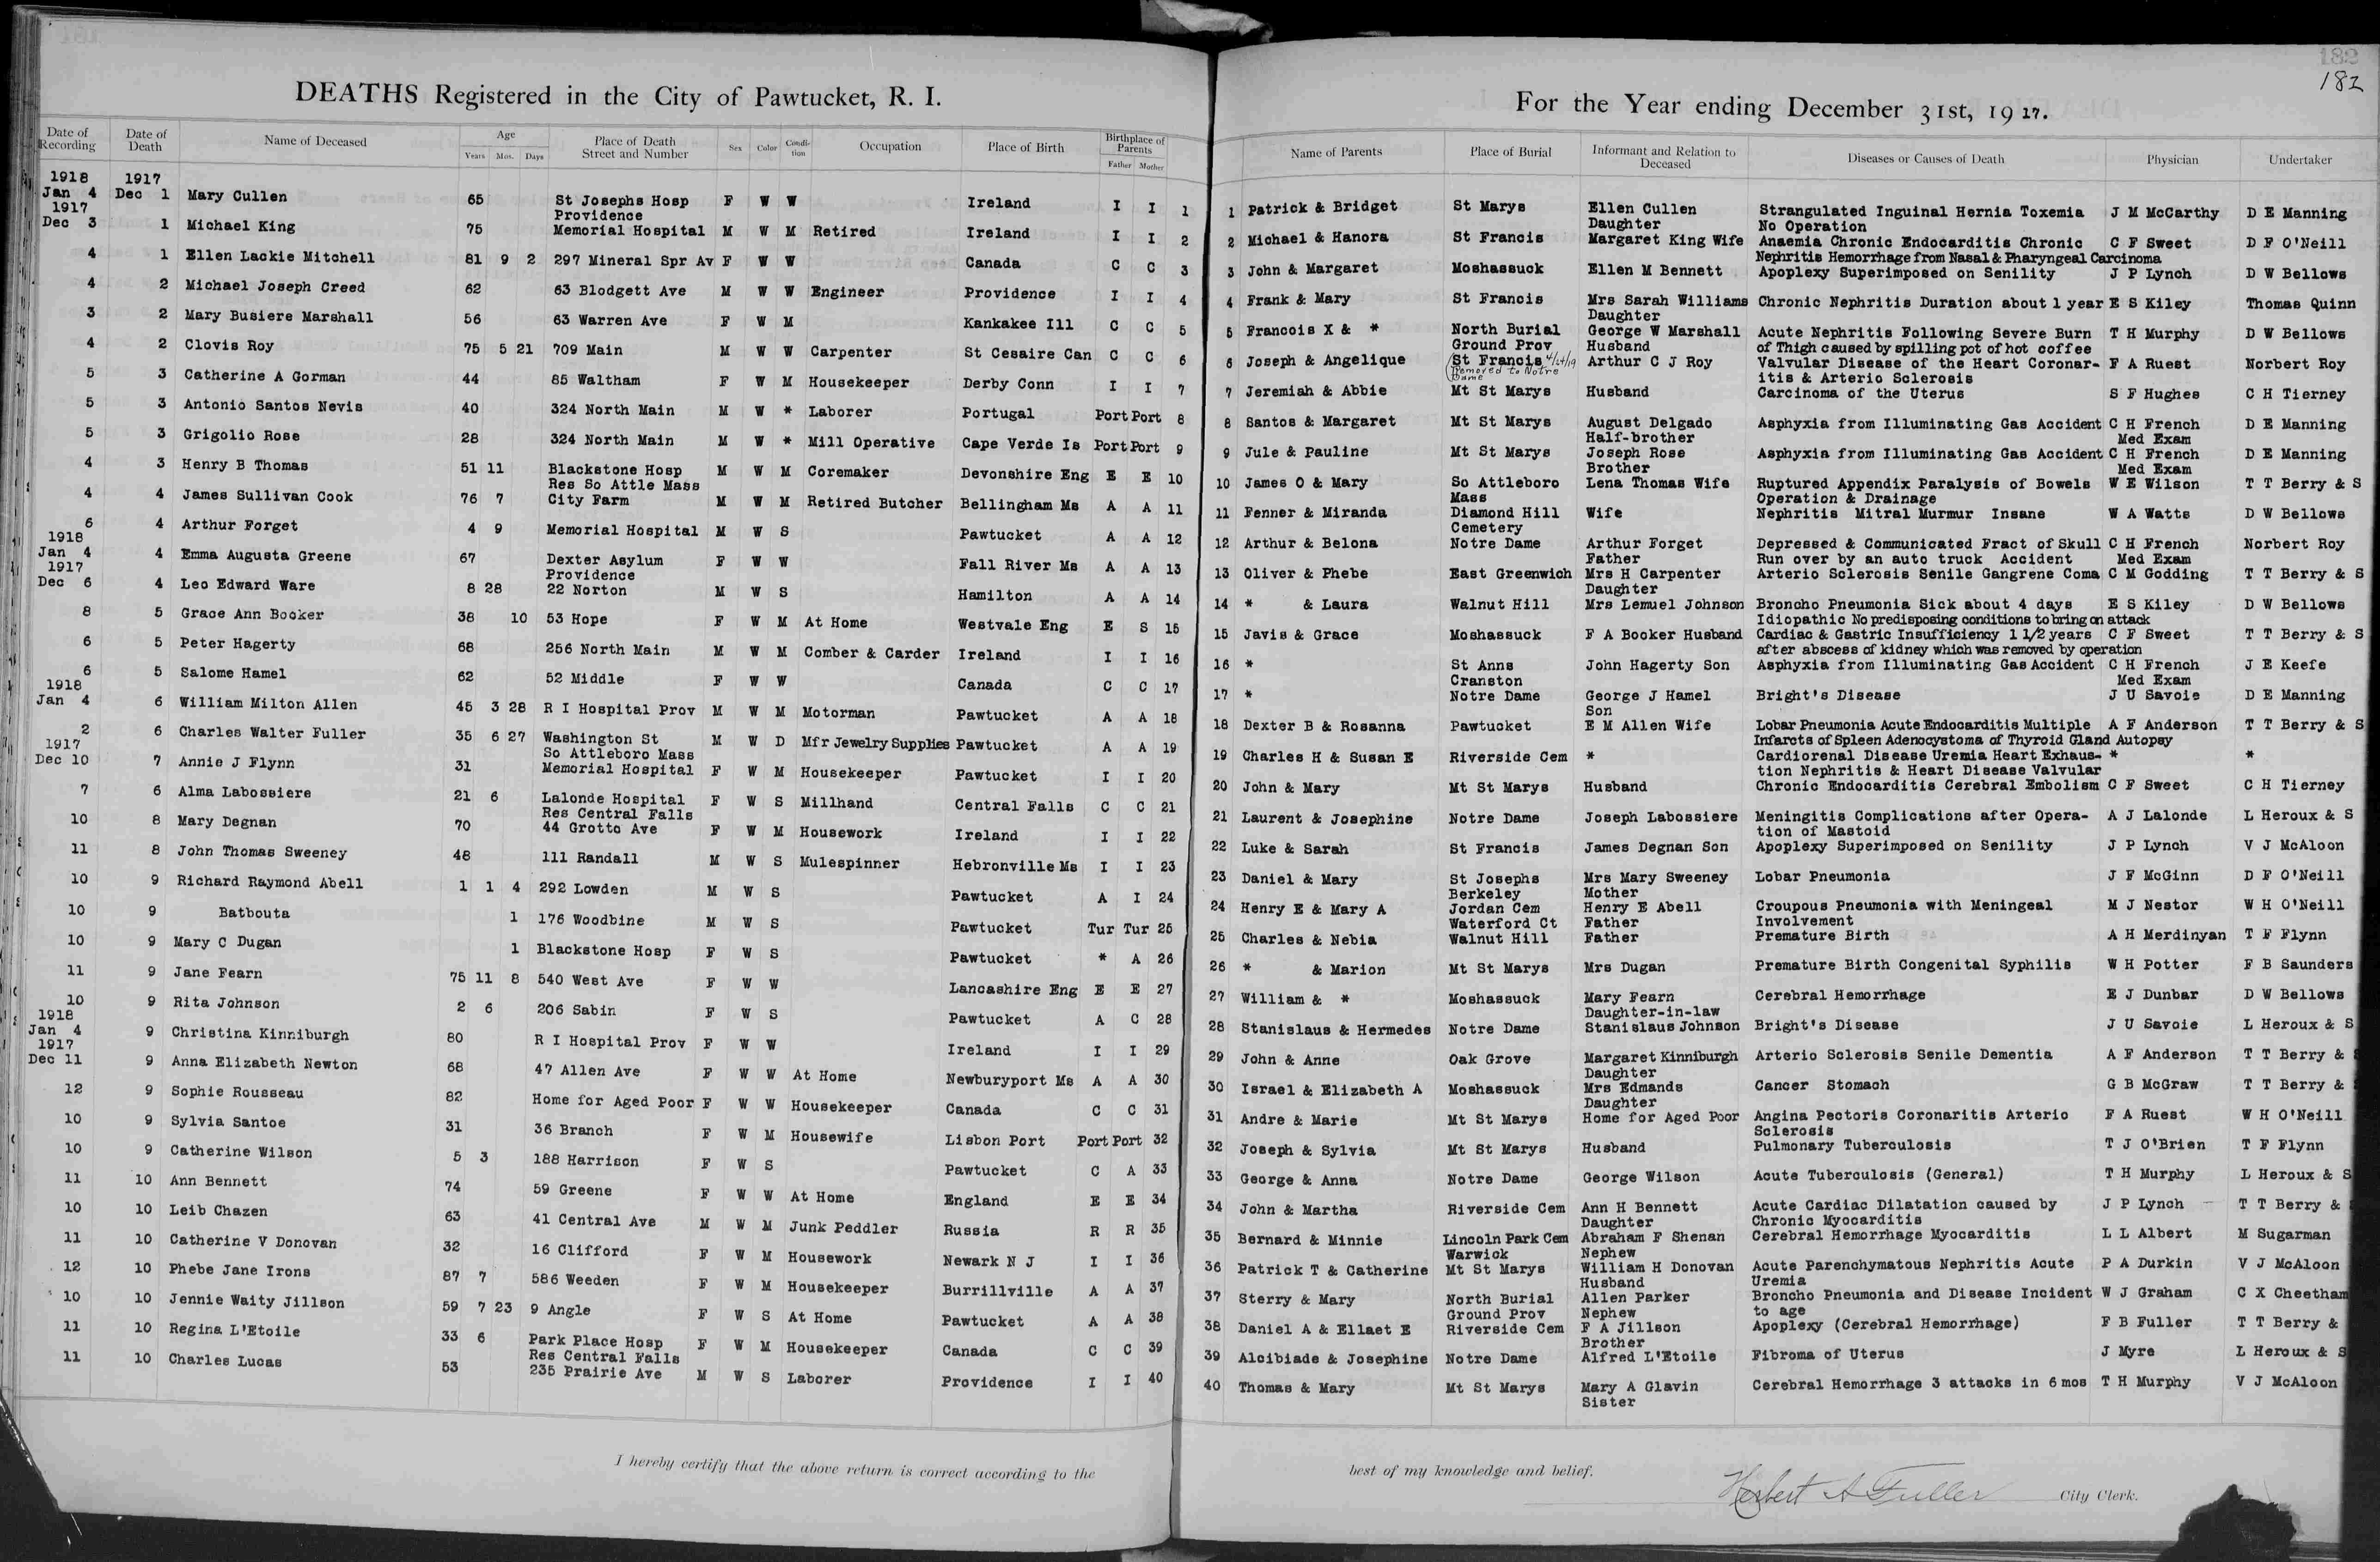 DEATHS Registered in the City of Pawtucket, R. I.
Date of Recording Date of Death Name of Deceased Age Years Mos. Days Place of Death Street and Number Sex Color Condition Occupation Place of Birth Birthplace of Parents Father Mother
1918 1917
Jan 4 Dec 1 Mary Cullen 65 St Josephs Hosp F W W Ireland I I 1
1917 Providence
Dec 3 1 Michael King 75 Memorial Hospital M W M Retired Ireland I I 2
4 1 Ellen Lackie Mitchell 81 9 2 297 Mineral Spr Av F W W Canada C C 3
4 2 Michael Joseph Creed 62 63 Blodgett Ave M W W Engineer Providence I I 4
3 2 Mary Busiere Marshall 56 63 Warren Ave F W M Kankakee Ill C C 5
4 2 Clovis Roy 75 5 21 709 Main M W W Carpenter St Cesaire Can C C 6
5 3 Catherine A Gorman 44 85 Waltham F W M Housekeeper Derby Conn I I 7
5 3 Antonio Santos Nevis 40 324 North Main M W * Laborer Portugal Port Port 8
5 3 Grigolio Rose 28 324 North Main M W * Mill Operative Cape Verde Is Port Port 9
4 3 Henry B Thomas 51 11 Blackstone Hosp M W M Coremaker Devonshire Eng E E 10
Res So Attle Mass
4 4 James Sullivan Cook 76 7 City Farm M W M Retired Butcher Bellingham Ms A A 11
6 4 Arthur Forget 4 9 Memorial Hospital M W S Pawtucket A A 12
1918
Jan 4 4 Emma Augusta Greene 67 Dexter Asylum F W W Fall River Ms A A 13
1917 Providence
Dec 6 4 Leo Edward Ware 8 28 22 Norton M W S Hamilton A A 14
8 5 Grace Ann Booker 38 10 53 Hope F W M At Home Westvale Eng E S 15
6 5 Peter Hagerty 68 256 North Main M W M Comber & Carder Ireland I I 16
6 5 Salome Hamel 62 52 Middle F W W Canada C C 17
1918
Jan 4 6 William Milton Allen 45 3 28 R I Hospital Prov M W M Motorman Pawtucket A A 18
2 6 Charles Walter Fuller 35 6 27 Washington St M W D Mfr Jewelry Supplies Pawtucket A A 19
1917 So Attleboro Mass
Dec 10 7 Annie J Flynn 31 Memorial Hospital F W M Housekeeper Pawtucket I I 20
7 6 Alma Labossiere 21 6 Lalonde Hospital F W S Millhand Central Falls C C 21
Res Central Falls
10 8 Mary Degnan 70 44 Grotto Ave F W M Housework Ireland I I 22
11 8 John Thomas Sweeney 48 111 Randall M W S Mulespinner Hebronville Ms I I 23
10 9 Richard Raymond Abell 1 1 4 292 Lowden M W S Pawtucket A I 24
10 9 Batbouta 1 176 Woodbine M W S Pawtucket Tur Tur 25
10 9 Mary C Dugan 1 Blackstone Hosp F W S Pawtucket * A 26
11 9 Jane Fearn 75 11 8 540 West Ave F W W Lancashire Eng E E 27
10 9 Rita Johnson 2 6 206 Sabin F W S Pawtucket A C 28
1918
Jan 4 9 Christina Kinniburgh 80 R I Hospital Prov F W W Ireland I I 29
1917
Dec 11 9 Anna Elizabeth Newton 68 47 Allen Ave F W W At Home Newburyport Ms A A 30
12 9 Sophie Rousseau 82 Home for Aged Poor F W W Housekeeper Canada C C 31
10 9 Sylvia Santoe 31 36 Branch F W M Housewife Lisbon Port Port Port 32
10 9 Catherine Wilson 5 3 188 Harrison F W S Pawtucket C A 33
11 10 Ann Bennett 74 59 Greene F W W At Home England E E 34
10 10 Leib Chazen 63 41 Central Ave M W M Junk Peddler Russia R R 35
11 10 Catherine V Donovan 32 16 Clifford F W M Housework Newark N J I I 36
12 10 Phebe Jane Irons 87 7 586 Weeden F W M Housekeeper Burrillville A A 37
10 10 Jennie Waity Jillson 59 7 23 9 Angle F W S At Home Pawtucket A A 38
11 10 Regina L'Etoile 33 6 Park Place Hosp F W M Housekeeper Canada C C 39
Res Central Falls
11 10 Charles Lucas 53 235 Prairie Ave M W S Laborer Providence I I 40
I hereby certify that the above return is correct according to the
182
182
For the Year ending December 31st, 1917.
Name of Parents Place of Burial Informant and Relation to Deceased Diseases or Causes of Death Physician Undertaker
1 Patrick & Bridget St Marys Ellen Cullen Strangulated Inguinal Hernia Toxemia J M McCarthy D E Manning
Daughter No Operation
2 Michael & Hanora St Francis Margaret King Wife Anaemia Chronic Endocarditis Chronic C F Sweet D F O'Neill
Nephritis Hemorrhage from Nasal & Pharyngeal Carcinoma
3 John & Margaret Moshassuck Ellen M Bennett Apoplexy Superimposed on Senility J P Lynch D W Bellows
4 Frank & Mary St Francis Mrs Sarah Williams Chronic Nephritis Duration about 1 year E S Kiley Thomas Quinn
Daughter
5 Francois X & * North Burial George W Marshall Acute Nephritis Following Severe Burn T H Murphy D W Bellows
Ground Prov Husband of Thigh caused by spilling pot of hot coffee
6 Joseph & Angelique St Francis 4/24/19 Arthur C J Roy Valvular Disease of the Heart Coronar- F A Ruest Norbert Roy
Removed to Notre Dame itis & Arterio Sclerosis
7 Jeremiah & Abbie Mt St Marys Husband Carcinoma of the Uterus S F Hughes C H Tierney
8 Santos & Margaret Mt St Marys August Delgado Asphyxia from Illuminating Gas Accident C H French D E Manning
Half-brother Med Exam
9 Jule & Pauline Mt St Marys Joseph Rose Asphyxia from Illuminating Gas Accident C H French D E Manning
Brother Med Exam
10 James O & Mary So Attleboro Lena Thomas Wife Ruptured Appendix Paralysis of Bowels W E Wilson T T Berry & S
Mass Operation & Drainage
11 Fenner & Miranda Diamond Hill Wife Nephritis Mitral Murmur Insane W A Watts D W Bellows
Cemetery
12 Arthur & Belona Notre Dame Arthur Forget Depressed & Communicated Fract of Skull C H French Norbert Roy
Father Run over by an auto truck Accident Med Exam
13 Oliver & Phebe East Greenwich Mrs H Carpenter Arterio Sclerosis Senile Gangrene Coma C M Godding T T Berry & S
Daughter
14 * & Laura Walnut Hill Mrs Lemuel Johnson Broncho Pneumonia Sick about 4 days E S Kiley D W Bellows
Idiopathic No predisposing conditions to bring on attack
15 Javis & Grace Moshassuck F A Booker Husband Cardiac & Gastric Insufficiency 1 1/2 years C F Sweet T T Berry & S
after abscess of kidney which was removed by operation
16 * St Anns John Hagerty Son Asphyxia from Illuminating Gas Accident C H French J E Keefe
Cranston Med Exam
17 * Notre Dame George J Hamel Bright's Disease J U Savoie D E Manning
Son
18 Dexter B & Rosanna Pawtucket E M Allen Wife Lobar Pneumonia Acute Endocarditis Multiple A F Anderson T T Berry & S
Infarcts of Spleen Adenocystoma of Thyroid Gland Autopsy
19 Charles H & Susan E Riverside Cem * Cardiorenal Disease Uremia Heart Exhaus- * *
tion Nephritis & Heart Disease Valvular
20 John & Mary Mt St Marys Husband Chronic Endocarditis Cerebral Embolism C F Sweet C H Tierney
21 Laurent & Josephine Notre Dame Joseph Labossiere Meningitis Complications after Opera- A J Lalonde L Heroux & S
tion of Mastoid
22 Luke & Sarah St Francis James Degnan Son Apoplexy Superimposed on Senility J P Lynch V J McAloon
23 Daniel & Mary St Josephs Mrs Mary Sweeney Lobar Pneumonia J F McGinn D F O'Neill
Berkeley Mother
24 Henry E & Mary A Jordan Cem Henry E Abell Croupous Pneumonia with Meningeal M J Nestor W H O'Neill
Waterford Ct Father Involvement
25 Charles & Nebia Walnut Hill Father Premature Birth A H Merdinyan T F Flynn
26 * & Marion Mt St Marys Mrs Dugan Premature Birth Congenital Syphilis W H Potter F B Saunders
27 William & * Moshassuck Mary Fearn Cerebral Hemorrhage E J Dunbar D W Bellows
Daughter-in-law
28 Stanislaus & Hermedes Notre Dame Stanislaus Johnson Bright's Disease J U Savoie L Heroux & S
29 John & Anne Oak Grove Margaret Kinniburgh Arterio Sclerosis Senile Dementia A F Anderson T T Berry &
Daughter
30 Israel & Elizabeth A Moshassuck Mrs Edmands Cancer Stomach G B McGraw T T Berry &
Daughter
31 Andre & Marie Mt St Marys Home for Aged Poor Angina Pectoris Coronaritis Arterio F A Ruest W H O'Neill
Sclerosis
32 Joseph & Sylvia Mt St Marys Husband Pulmonary Tuberculosis T J O'Brien T F Flynn
33 George & Anna Notre Dame George Wilson Acute Tuberculosis (General) T H Murphy L Heroux & S
34 John & Martha Riverside Cem Ann H Bennett Acute Cardiac Dilatation caused by J P Lynch T T Berry &
Daughter Chronic Myocarditis
35 Bernard & Minnie Lincoln Park Cem Abraham F Shenan Cerebral Hemorrhage Myocarditis L L Albert M Sugarman
Warwick Nephew
36 Patrick T & Catherine Mt St Marys William H Donovan Acute Parenchymatous Nephritis Acute P A Durkin V J McAloon
Husband Uremia
37 Sterry & Mary North Burial Allen Parker Broncho Pneumonia and Disease Incident W J Graham C X Cheetham
Ground Prov Nephew to age
38 Daniel A & Ellaet E Riverside Cem F A Jillson Apoplexy (Cerebral Hemorrhage) F B Fuller T T Berry &
Brother
39 Alcibiade & Josephine Notre Dame Alfred L'Etoile Fibroma of Uterus J Myre L Heroux & S
40 Thomas & Mary Mt St Marys Mary A Glavin Cerebral Hemorrhage 3 attacks in 6 mos T H Murphy V J McAloon
Sister
best of my knowledge and belief.
Herbert A Fuller City Clerk.